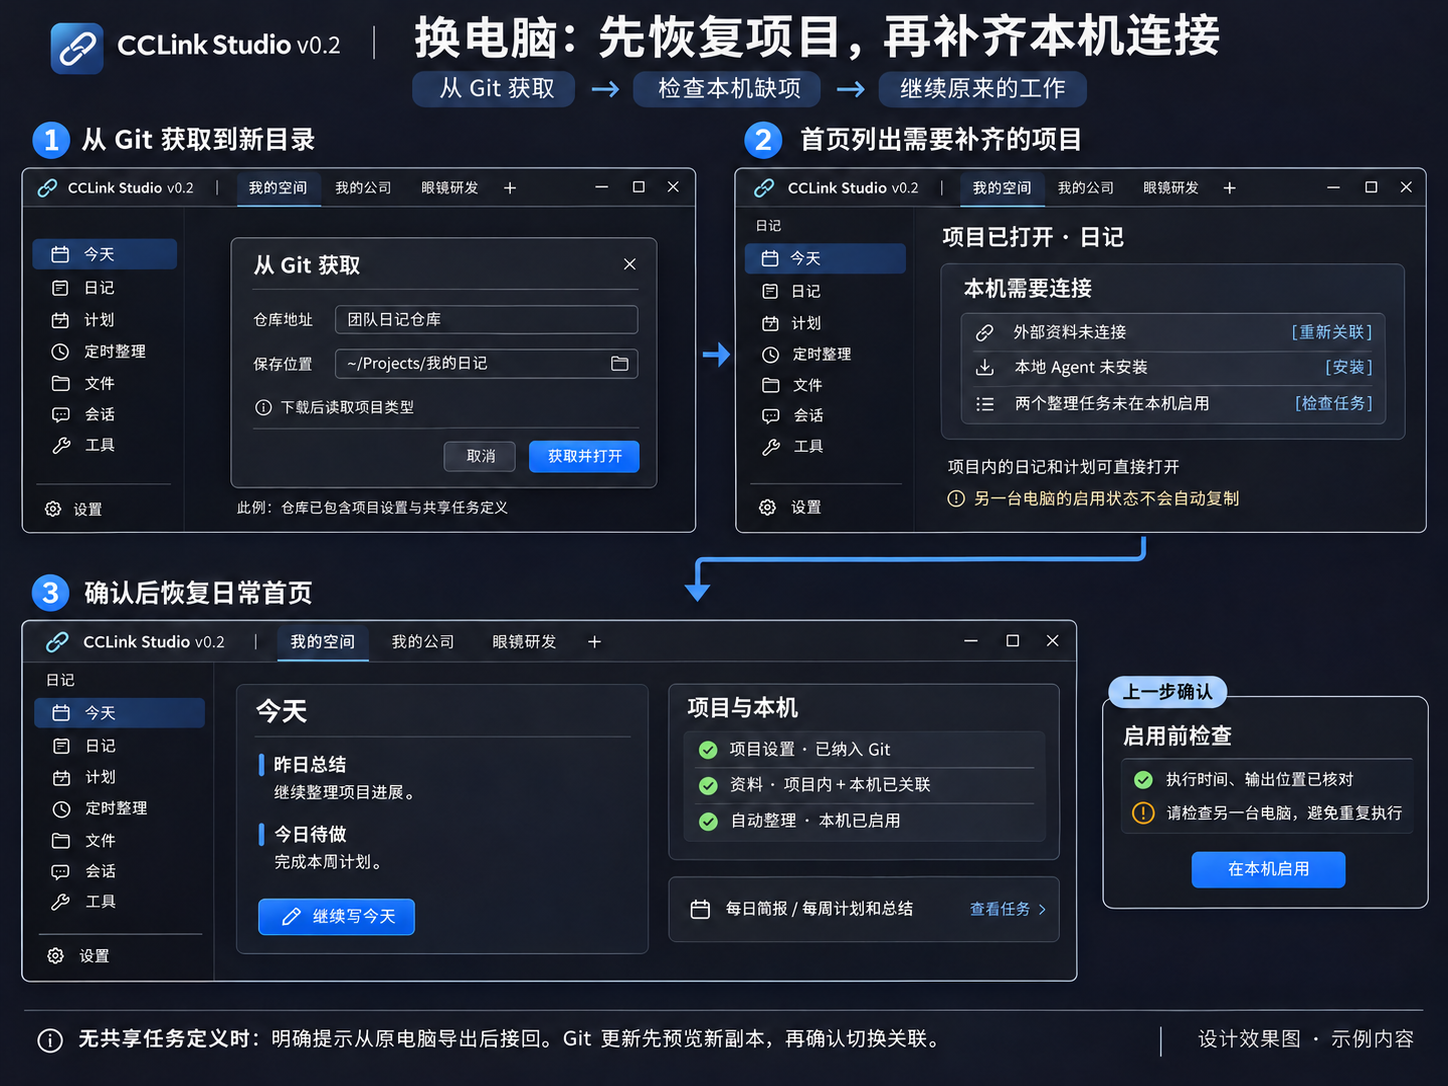 CCLink Studio v0.2
换电脑：先恢复项目，再补齐本机连接
从 Git 获取 → 检查本机缺项 → 继续原来的工作
1 从 Git 获取到新目录
CCLink Studio v0.2 | 我的空间 我的公司 眼镜研发 +
今天
日记
计划
定时整理
文件
会话
工具
设置
从 Git 获取
仓库地址 团队日记仓库
保存位置 ~/Projects/我的日记
下载后读取项目类型
取消 获取并打开
此例：仓库已包含项目设置与共享任务定义
2 首页列出需要补齐的项目
CCLink Studio v0.2 | 我的空间 我的公司 眼镜研发 +
日记
今天
日记
计划
定时整理
文件
会话
工具
设置
项目已打开 · 日记
本机需要连接
外部资料未连接 [重新关联]
本地 Agent 未安装 [安装]
两个整理任务未在本机启用 [检查任务]
项目内的日记和计划可直接打开
另一台电脑的启用状态不会自动复制
3 确认后恢复日常首页
CCLink Studio v0.2 | 我的空间 我的公司 眼镜研发 +
日记
今天
日记
计划
定时整理
文件
会话
工具
设置
今天
昨日总结
继续整理项目进展。
今日待做
完成本周计划。
继续写今天
项目与本机
项目设置 · 已纳入 Git
资料 · 项目内 + 本机已关联
自动整理 · 本机已启用
每日简报 / 每周计划和总结 查看任务 >
上一步确认
启用前检查
执行时间、输出位置已核对
请检查另一台电脑，避免重复执行
在本机启用
无共享任务定义时：明确提示从原电脑导出后接回。Git 更新先预览新副本，再确认切换关联。
设计效果图 · 示例内容